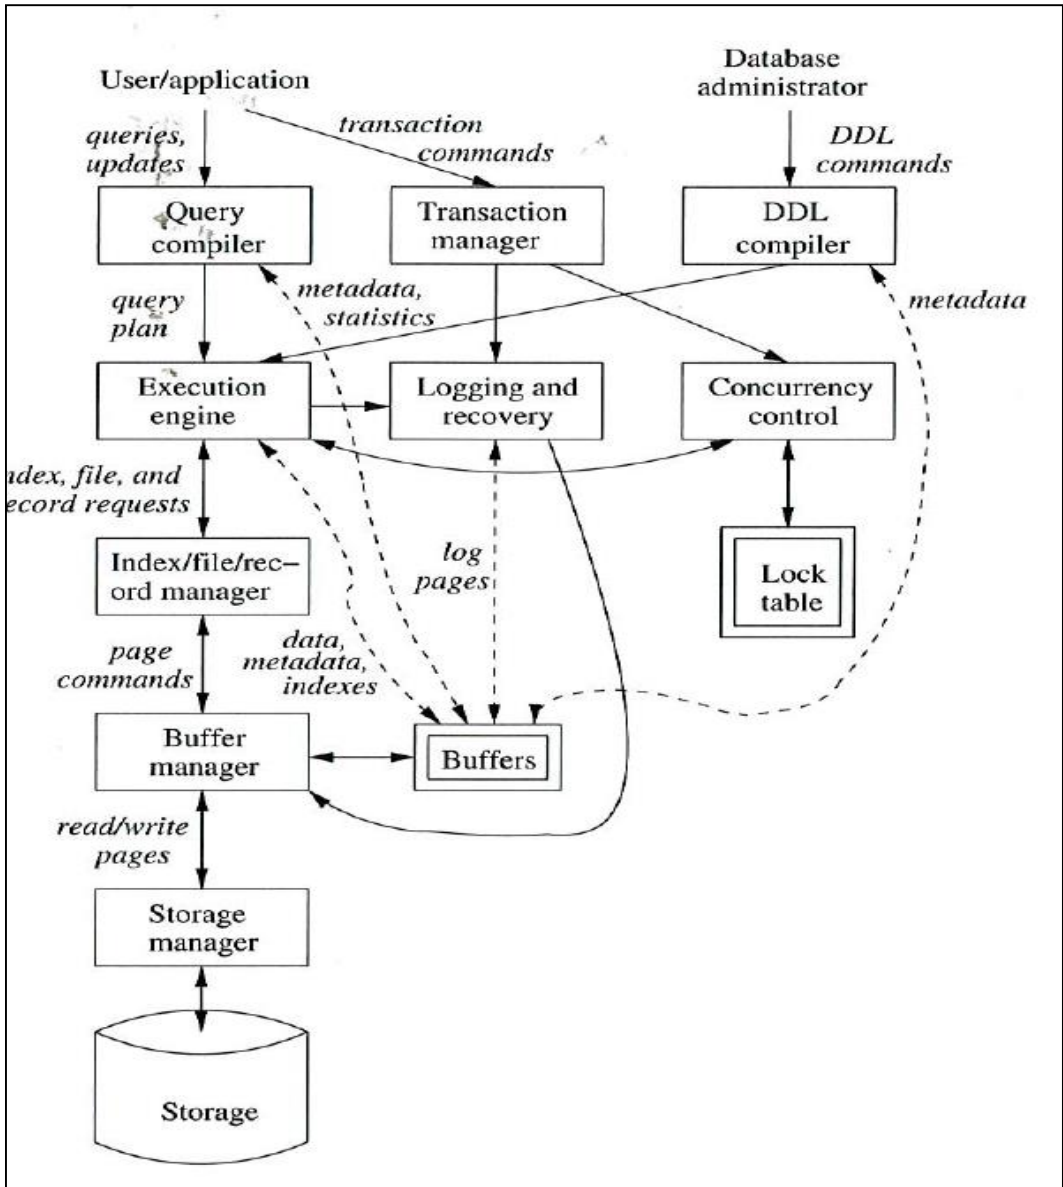 User/application
Database
administrator
queries,
updates
transaction
commands
DDL
commands
Query
compiler
Transaction
manager
DDL
compiler
query
plan
metadata,
statistics
metadata
Execution
engine
Logging and
recovery
Concurrency
control
ndex, file, and
ecord requests
log
pages
Index/file/rec–
ord manager
Lock
table
page
commands
data,
metadata,
indexes
Buffer
manager
Buffers
read/write
pages
Storage
manager
Storage